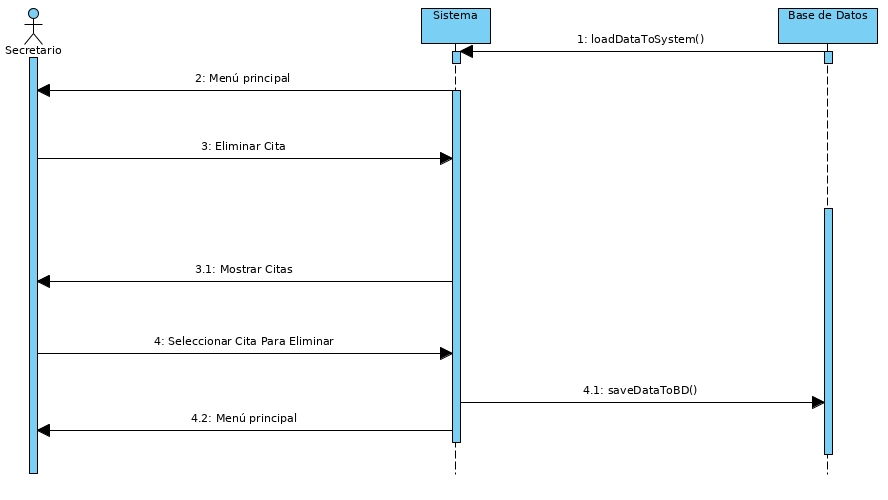 Secretario
Sistema
Base de Datos
1: loadDataToSystem()
2: Menú principal
3: Eliminar Cita
3.1: Mostrar Citas
4: Seleccionar Cita Para Eliminar
4.1: saveDataToBD()
4.2: Menú principal